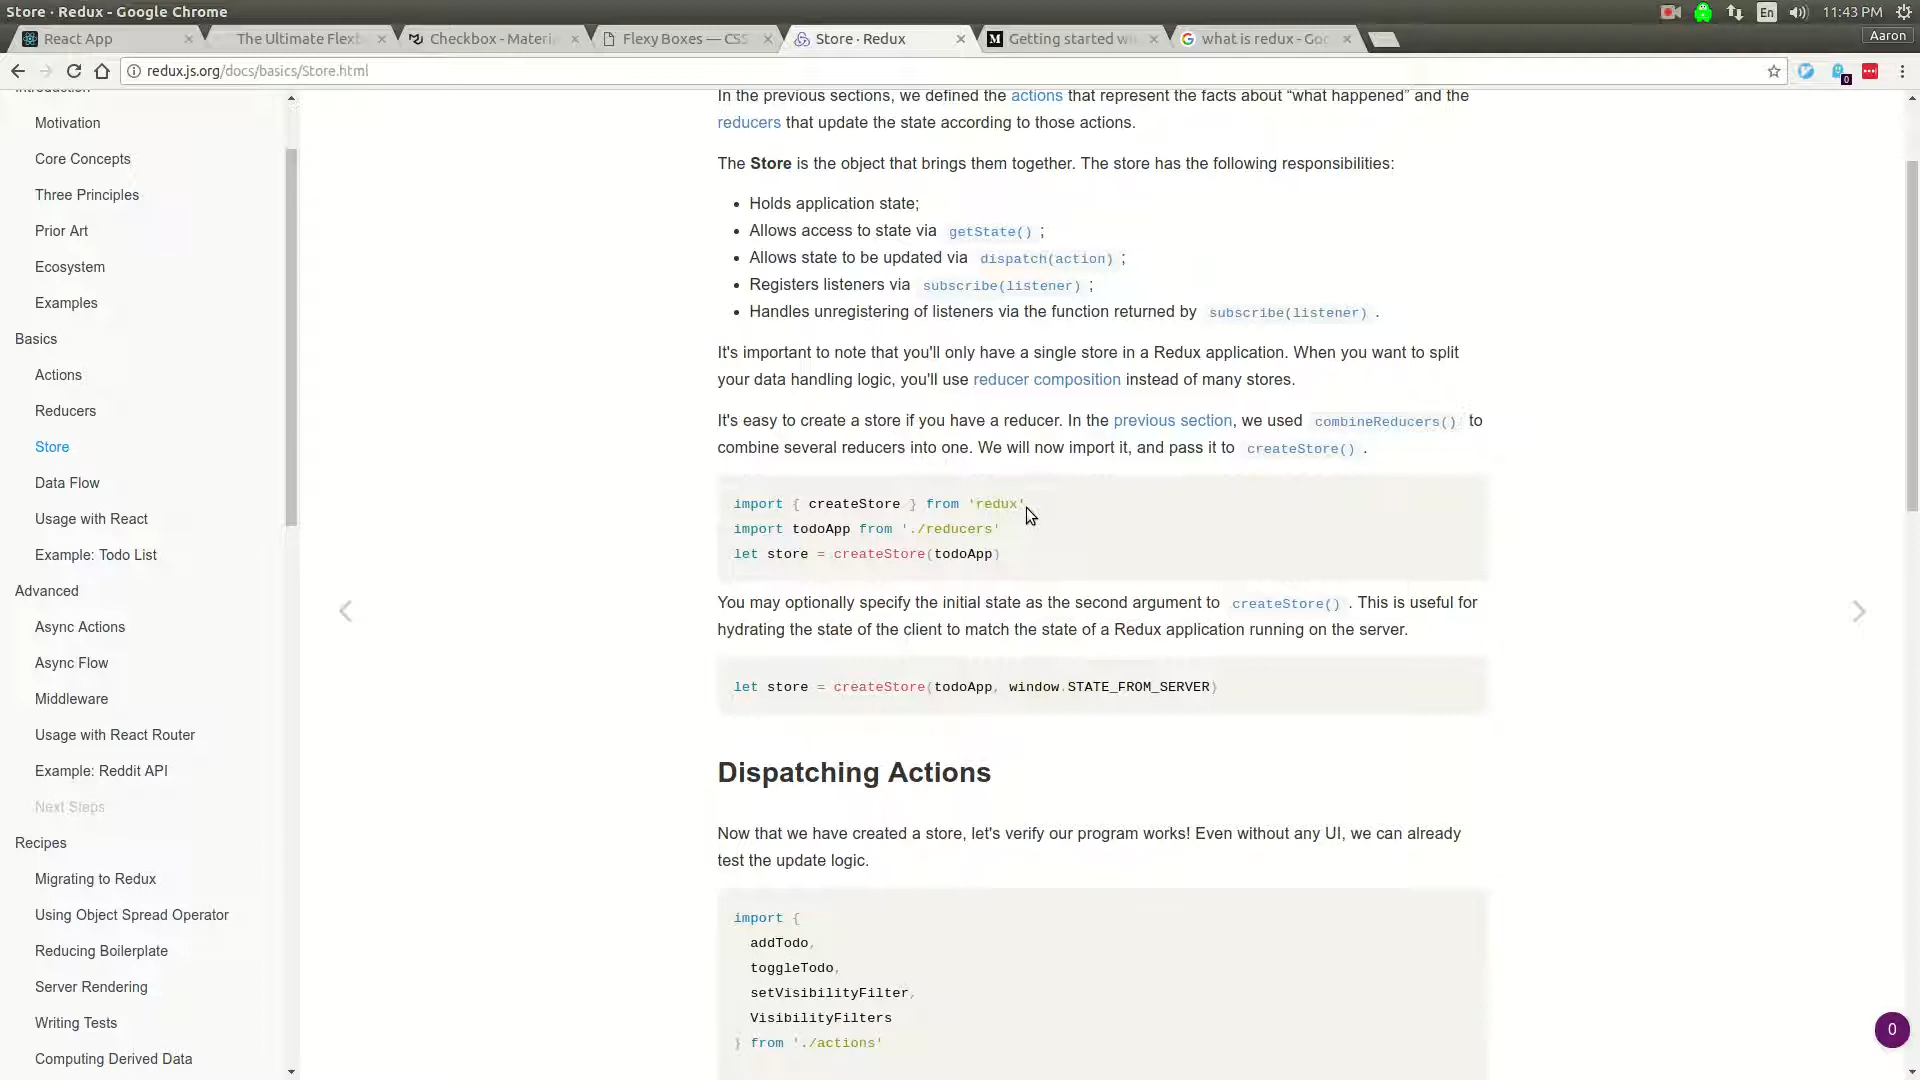 Store · Redux - Google Chrome
En
11:43 PM
React App
The Ultimate Flext
Checkbox - Materi
Flexy Boxes — CSS
Store · Redux
Getting started wi
what is redux - Goo
Aaron
redux.js.org/docs/basics/Store.html
0
Motivation
Core Concepts
Three Principles
Prior Art
Ecosystem
Examples
Basics
Actions
Reducers
Store
Data Flow
Usage with React
Example: Todo List
Advanced
Async Actions
Async Flow
Middleware
Usage with React Router
Example: Reddit API
Next Steps
Recipes
Migrating to Redux
Using Object Spread Operator
Reducing Boilerplate
Server Rendering
Writing Tests
Computing Derived Data
In the previous sections, we defined the actions that represent the facts about “what happened” and the
reducers that update the state according to those actions.
The Store is the object that brings them together. The store has the following responsibilities:
• Holds application state;
• Allows access to state via getState() ;
• Allows state to be updated via dispatch(action) ;
• Registers listeners via subscribe(listener) ;
• Handles unregistering of listeners via the function returned by subscribe(listener) .
It's important to note that you'll only have a single store in a Redux application. When you want to split
your data handling logic, you'll use reducer composition instead of many stores.
It's easy to create a store if you have a reducer. In the previous section, we used combineReducers() to
combine several reducers into one. We will now import it, and pass it to createStore() .
import { createStore } from 'redux'
import todoApp from './reducers'
let store = createStore(todoApp)
You may optionally specify the initial state as the second argument to createStore() . This is useful for
hydrating the state of the client to match the state of a Redux application running on the server.
let store = createStore(todoApp, window.STATE_FROM_SERVER)
Dispatching Actions
Now that we have created a store, let's verify our program works! Even without any UI, we can already
test the update logic.
import {
addTodo,
toggleTodo,
setVisibilityFilter,
VisibilityFilters
} from './actions'
0